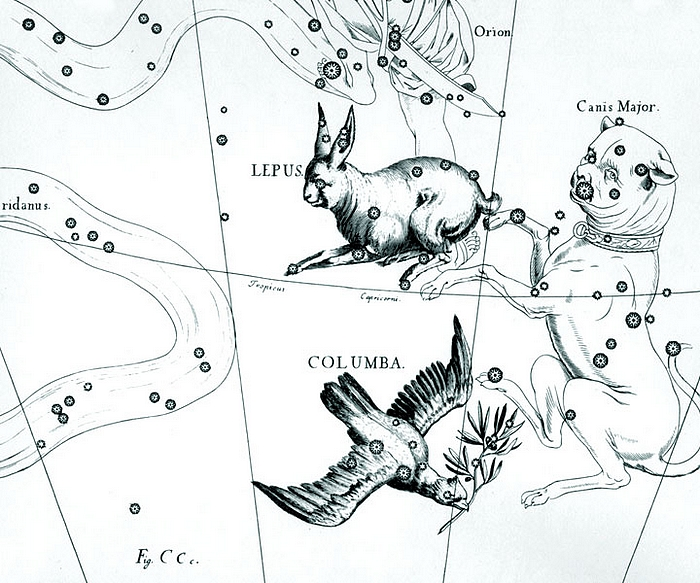 Orion
Canis Major.
LEPUS.
ridanus.
Tropicus
Capricorni.
COLUMBA.
Fig. C C c.